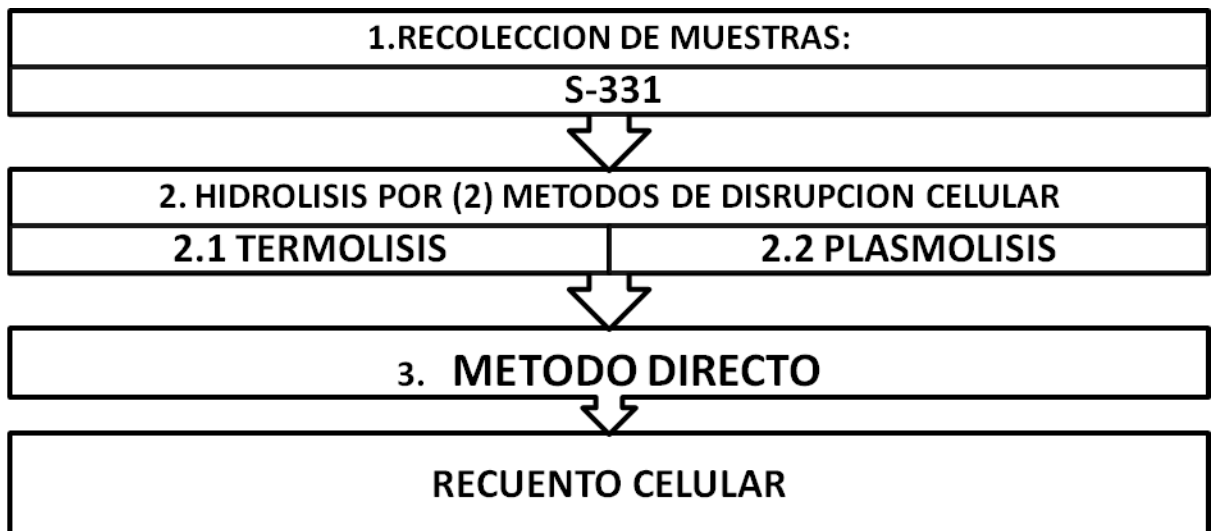 1.RECOLECCION DE MUESTRAS:
S-331
2. HIDROLISIS POR (2) METODOS DE DISRUPCION CELULAR
2.1 TERMOLISIS
2.2 PLASMOLISIS
3. METODO DIRECTO
RECUENTO CELULAR